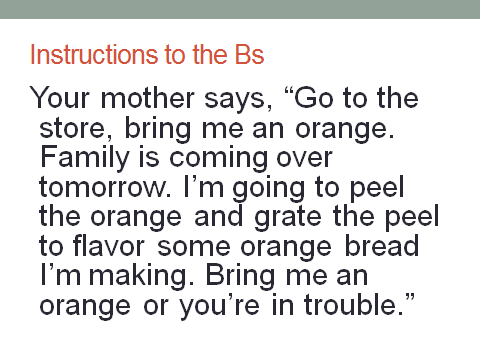 Instructions to the Bs
Your mother says, “Go to the
store, bring me an orange.
Family is coming over
tomorrow. I’m going to peel
the orange and grate the peel
to flavor some orange bread
I’m making. Bring me an
orange or you’re in trouble.”